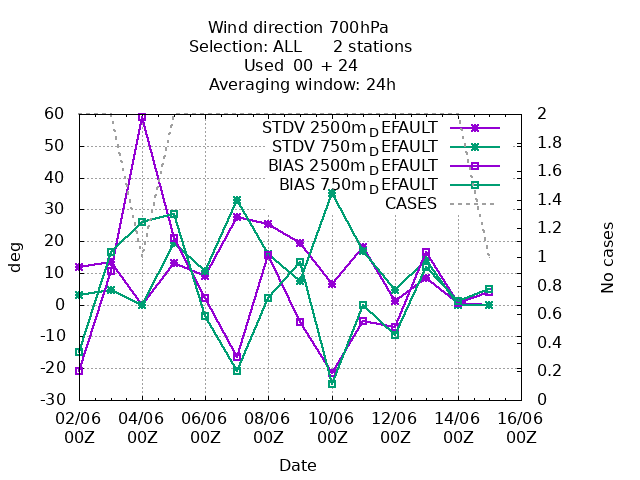 Wind direction 700hPa
Selection: ALL 2 stations
Used 00 + 24
Averaging window: 24h
60
50
40
30
20
10
0
-10
-20
-30
deg
STDV 2500m_DEFAULT
STDV 750m_DEFAULT
BIAS 2500m_DEFAULT
BIAS 750m_DEFAULT
CASES
2
1.8
1.6
1.4
1.2
1
0.8
0.6
0.4
0.2
0
No cases
02/06 04/06 06/06 08/06 10/06 12/06 14/06 16/06
00Z 00Z 00Z 00Z 00Z 00Z 00Z 00Z
Date